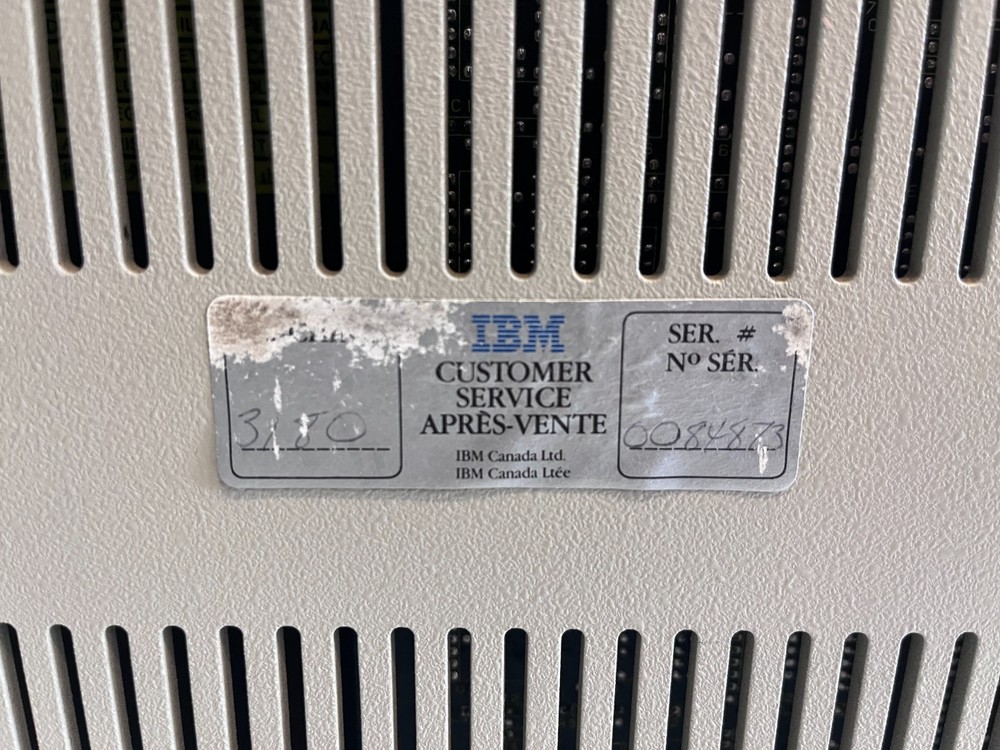 IBM
CUSTOMER
SERVICE
APRÈS-VENTE
IBM Canada Ltd.
IBM Canada Ltée
3180
SER. #
Nº SÉR.
0084873